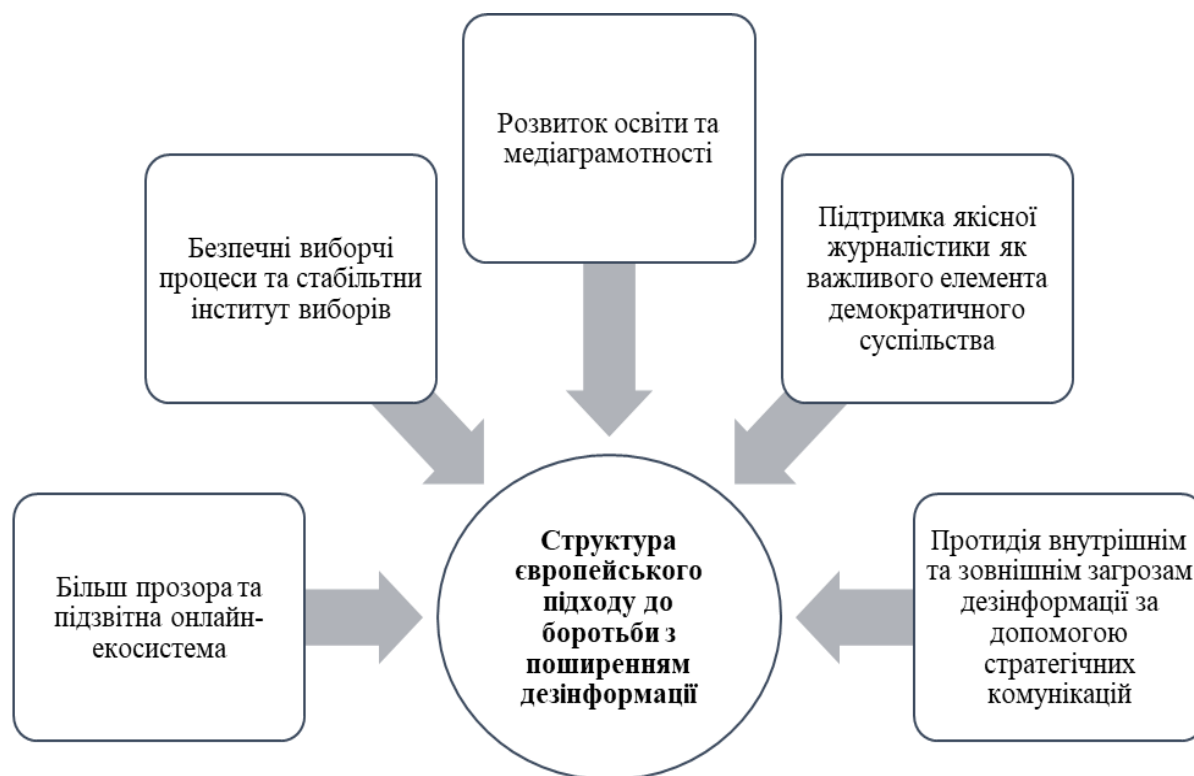 Розвиток освіти та
медіаграмотності
Безпечні виборчі
процеси та стабільтни
інститут виборів
Підтримка якісної
журналістики як
важливого елемента
демократичного
суспільства
Більш прозора та
підзвітна онлайн-
екосистема
Структура
європейського
підходу до
боротьби з
поширенням
дезінформації
Протидія внутрішнім
та зовнішнім загрозам
дезінформації за
допомогою
стратегічних
комунікацій